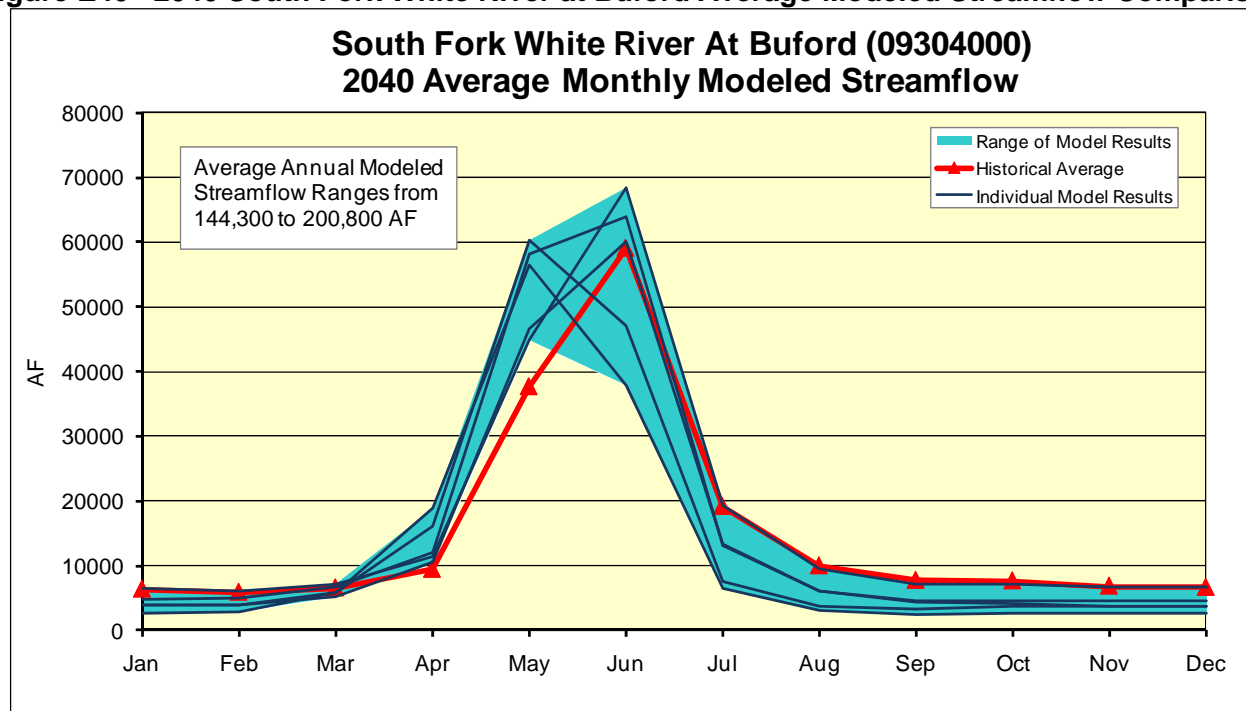 South Fork White River At Buford (09304000)
2040 Average Monthly Modeled Streamflow
80000
70000
60000
50000
40000
30000
20000
10000
0
AF
Average Annual Modeled
Streamflow Ranges from
144,300 to 200,800 AF
Range of Model Results
Historical Average
Individual Model Results
Jan Feb Mar Apr May Jun Jul Aug Sep Oct Nov Dec